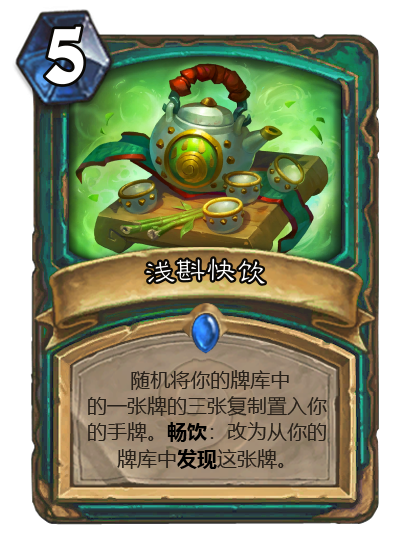 5
浅斟快饮
随机将你的牌库中
的一张牌的三张复制置入你
的手牌。畅饮：改为从你的
牌库中发现这张牌。